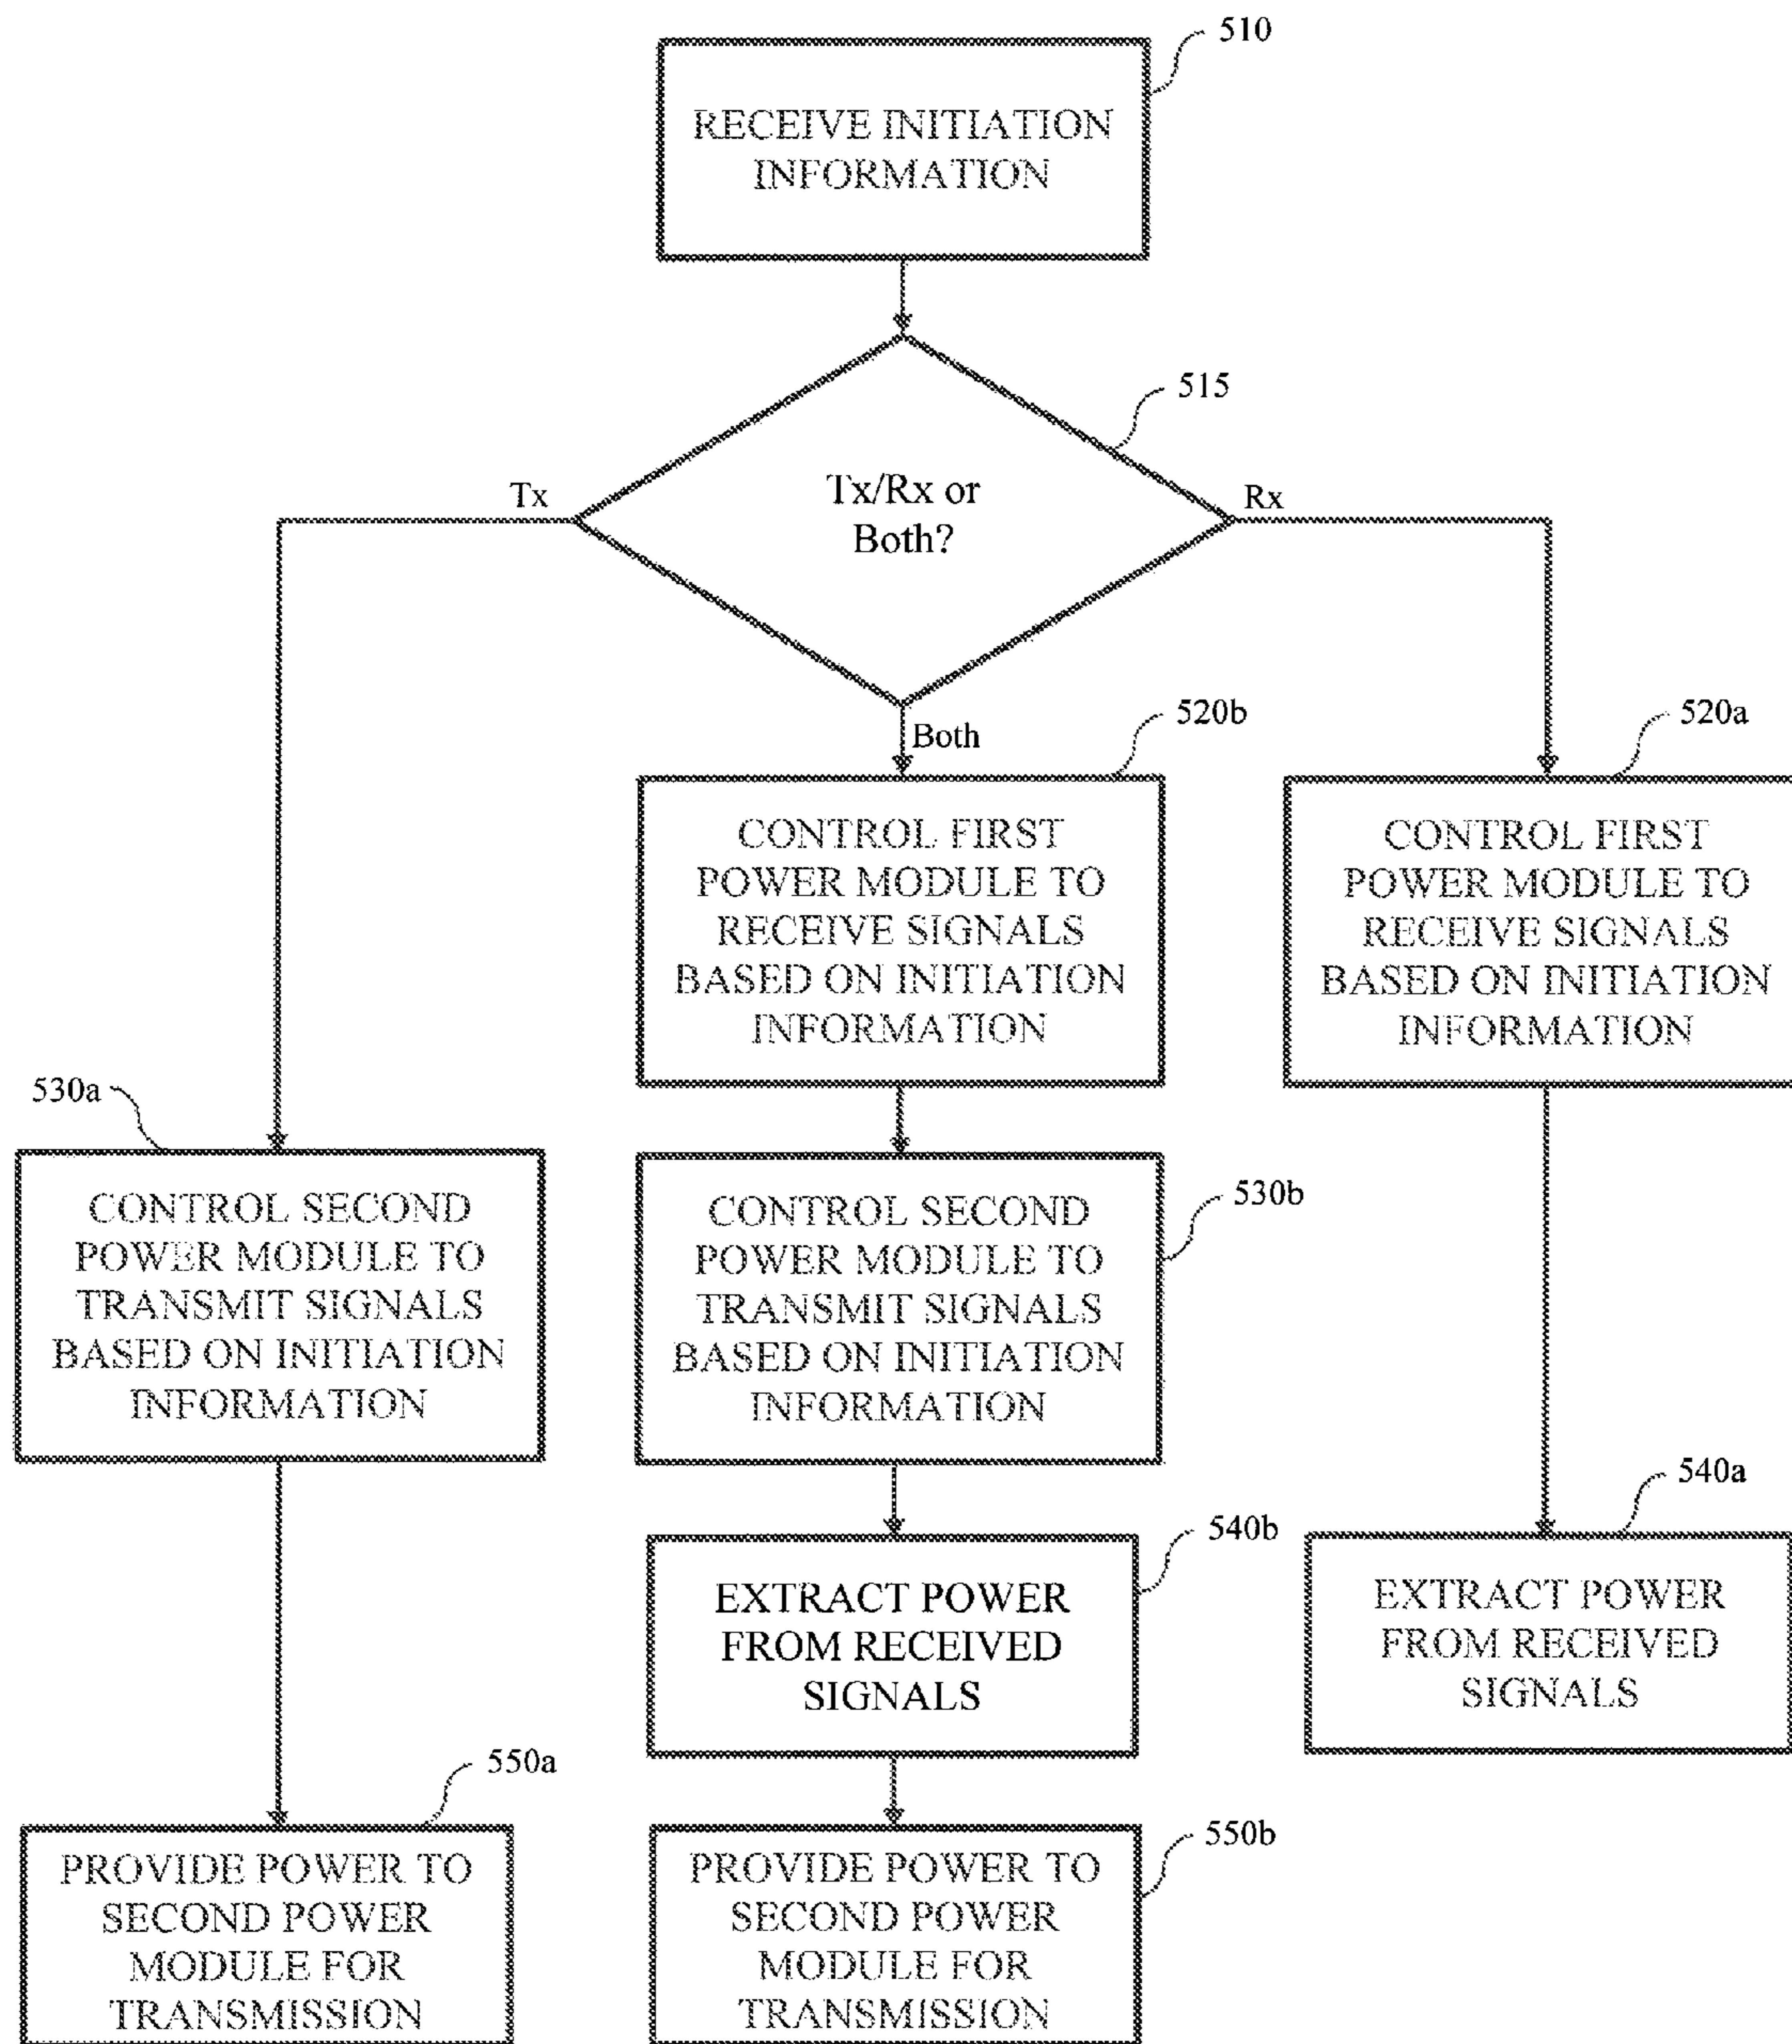 510
RECEIVE INITIATION
INFORMATION
515
Tx/Rx or
Both?
Tx
Rx
Both
520b
CONTROL FIRST
POWER MODULE TO
RECEIVE SIGNALS
BASED ON INITIATION
INFORMATION
520a
CONTROL FIRST
POWER MODULE TO
RECEIVE SIGNALS
BASED ON INITIATION
INFORMATION
530a
CONTROL SECOND
POWER MODULE TO
TRANSMIT SIGNALS
BASED ON INITIATION
INFORMATION
530b
CONTROL SECOND
POWER MODULE TO
TRANSMIT SIGNALS
BASED ON INITIATION
INFORMATION
540b
EXTRACT POWER
FROM RECEIVED
SIGNALS
540a
EXTRACT POWER
FROM RECEIVED
SIGNALS
550a
PROVIDE POWER TO
SECOND POWER
MODULE FOR
TRANSMISSION
550b
PROVIDE POWER TO
SECOND POWER
MODULE FOR
TRANSMISSION